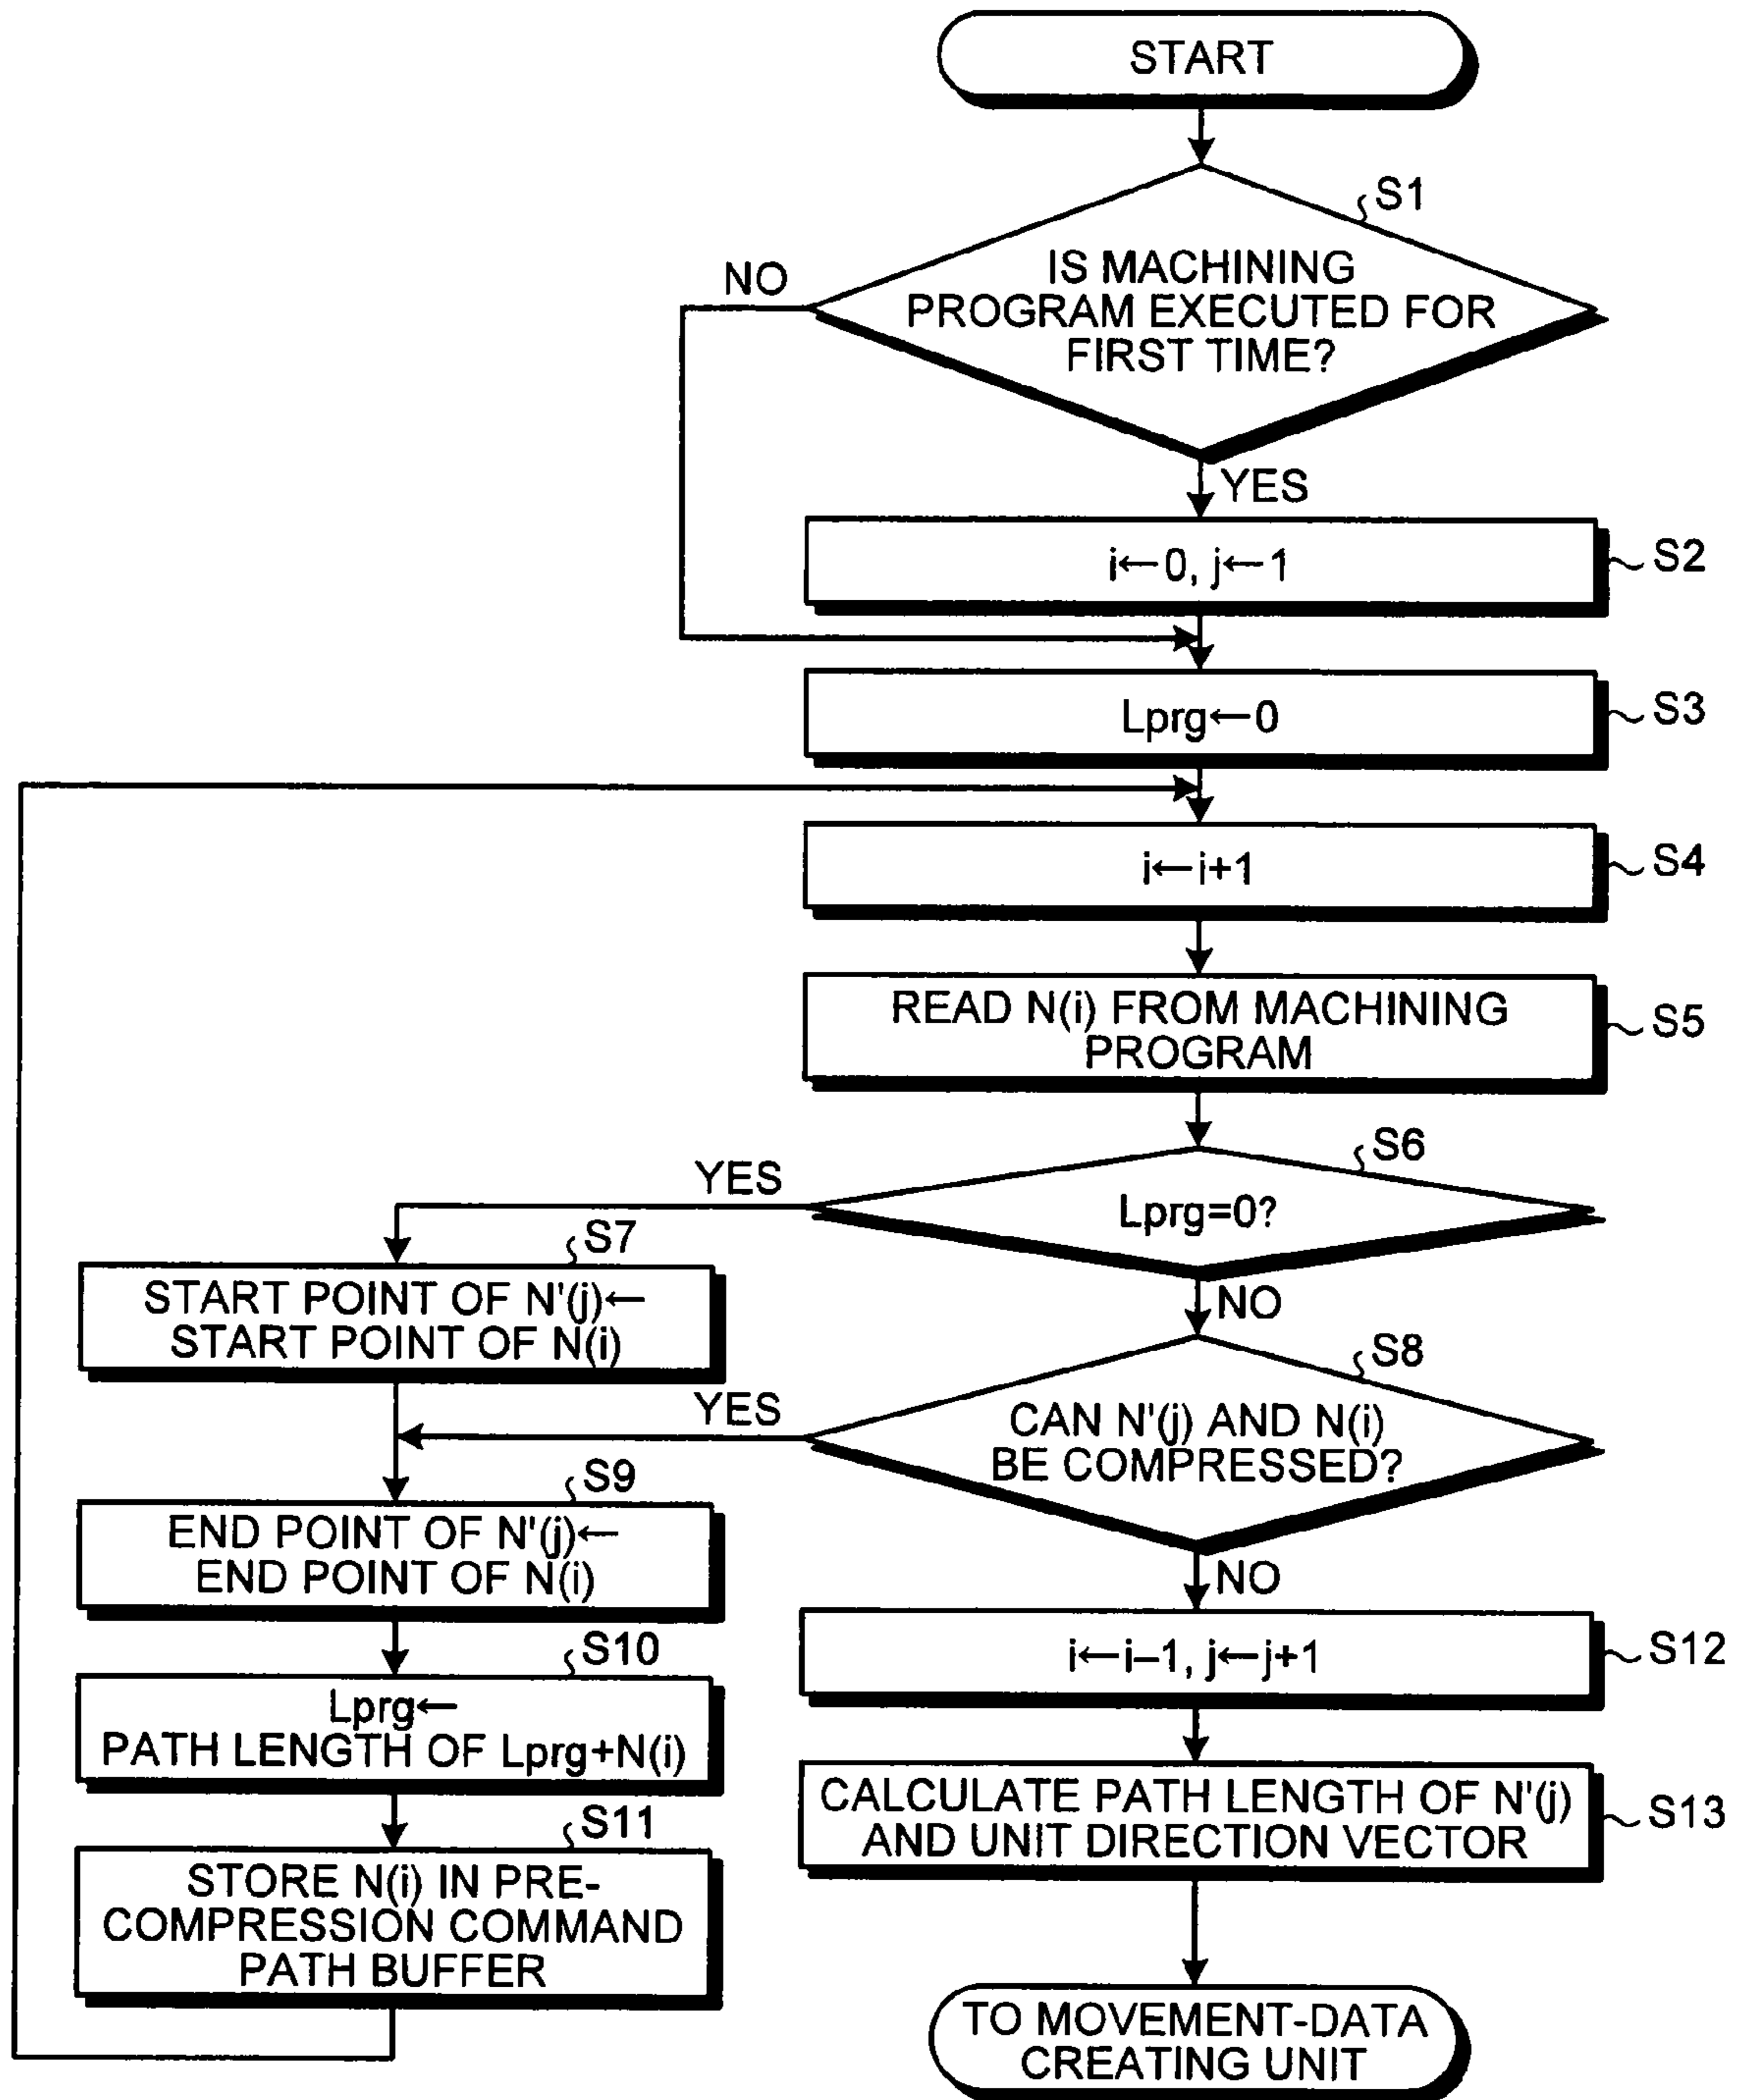 START
S1
IS MACHINING
PROGRAM EXECUTED FOR
FIRST TIME?
NO
YES
i←0, j←1
S2
Lprg←0
S3
i←i+1
S4
READ N(i) FROM MACHINING
PROGRAM
S5
S6
Lprg=0?
YES
NO
S7
START POINT OF N'(j)←
START POINT OF N(i)
S8
CAN N'(j) AND N(i)
BE COMPRESSED?
YES
NO
S9
END POINT OF N'(j)←
END POINT OF N(i)
S10
Lprg←
PATH LENGTH OF Lprg+N(i)
S11
STORE N(i) IN PRE-
COMPRESSION COMMAND
PATH BUFFER
i←i–1, j←j+1
S12
CALCULATE PATH LENGTH OF N'(j)
AND UNIT DIRECTION VECTOR
S13
TO MOVEMENT-DATA
CREATING UNIT